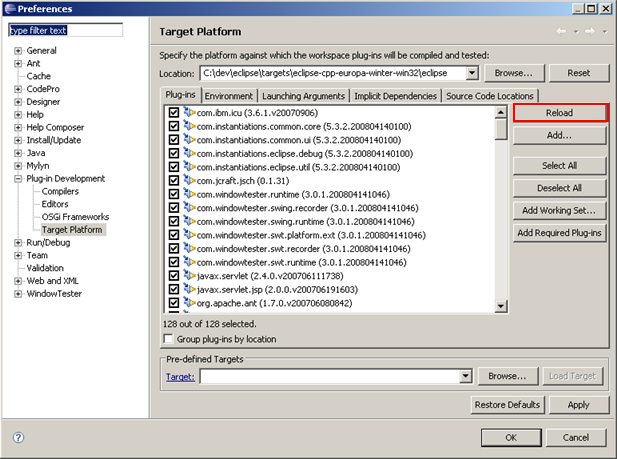 Preferences
type filter text
General
Ant
Cache
CodePro
Designer
Help
Help Composer
Install/Update
Java
Mylyn
Plug-in Development
Compilers
Editors
OSGi Frameworks
Target Platform
Run/Debug
Team
Validation
Web and XML
WindowTester
Target Platform
Specify the platform against which the workspace plug-ins will be compiled and tested:
Location: C:\dev\eclipse\targets\eclipse-cpp-europa-winter-win32\eclipse Browse... Reset
Plug-ins Environment Launching Arguments Implicit Dependencies Source Code Locations
com.ibm.icu (3.6.1.v20070906)
com.instantiations.common.core (5.3.2.200804140100)
com.instantiations.common.ui (5.3.2.200804140100)
com.instantiations.eclipse.debug (5.3.2.200804140100)
com.instantiations.eclipse.util (5.3.2.200804140100)
com.jcraft.jsch (0.1.31)
com.windowtester.runtime (3.0.1.200804141046)
com.windowtester.swing.recorder (3.0.1.200804141046)
com.windowtester.swing.runtime (3.0.1.200804141046)
com.windowtester.swt.platform.ext (3.0.1.200804141046)
com.windowtester.swt.recorder (3.0.1.200804141046)
com.windowtester.swt.runtime (3.0.1.200804141046)
javax.servlet (2.4.0.v200706111738)
javax.servlet.jsp (2.0.0.v200706191603)
org.apache.ant (1.7.0.v200706080842)
Reload
Add...
Select All
Deselect All
Add Working Set...
Add Required Plug-ins
128 out of 128 selected.
Group plug-ins by location
Pre-defined Targets
Target: Browse... Load Target
Restore Defaults Apply
OK Cancel